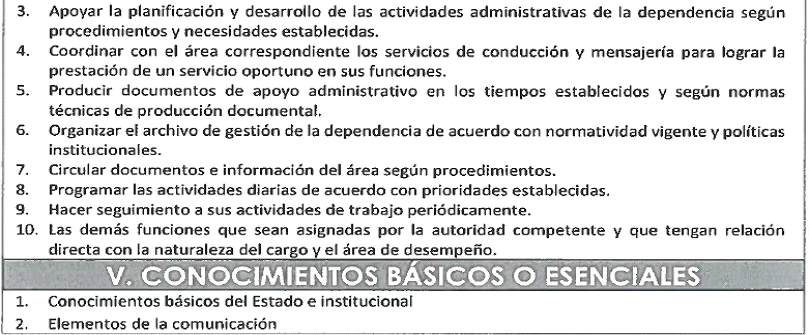 3. Apoyar la planificación y desarrollo de las actividades administrativas de la dependencia según
procedimientos y necesidades establecidas.
4. Coordinar con el área correspondiente los servicios de conducción y mensajería para lograr la
prestación de un servicio oportuno en sus funciones.
5. Producir documentos de apoyo administrativo en los tiempos establecidos y según normas
técnicas de producción documental.
6. Organizar el archivo de gestión de la dependencia de acuerdo con normatividad vigente y políticas
institucionales.
7. Circular documentos e información del área según procedimientos.
8. Programar las actividades diarias de acuerdo con prioridades establecidas.
9. Hacer seguimiento a sus actividades de trabajo periódicamente.
10. Las demás funciones que sean asignadas por la autoridad competente y que tengan relación
directa con la naturaleza del cargo y el área de desempeño.
V. CONOCIMIENTOS BÁSICOS O ESENCIALES
1. Conocimientos básicos del Estado e institucional
2. Elementos de la comunicación